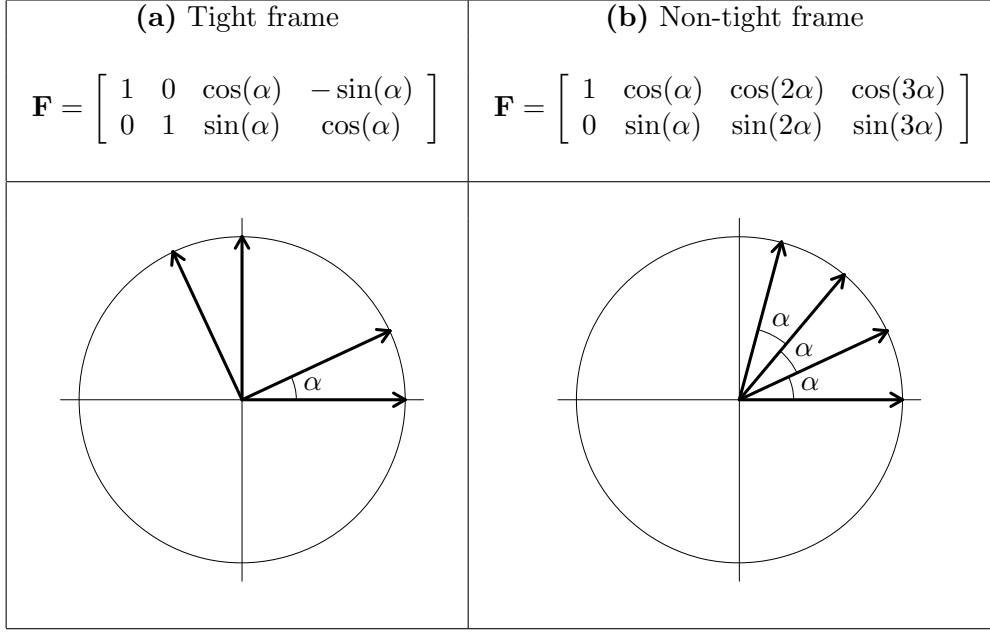 (a) Tight frame
F = [ 1 0 cos(α) − sin(α)
0 1 sin(α) cos(α) ]
α
(b) Non-tight frame
F = [ 1 cos(α) cos(2α) cos(3α)
0 sin(α) sin(2α) sin(3α) ]
α
α
α